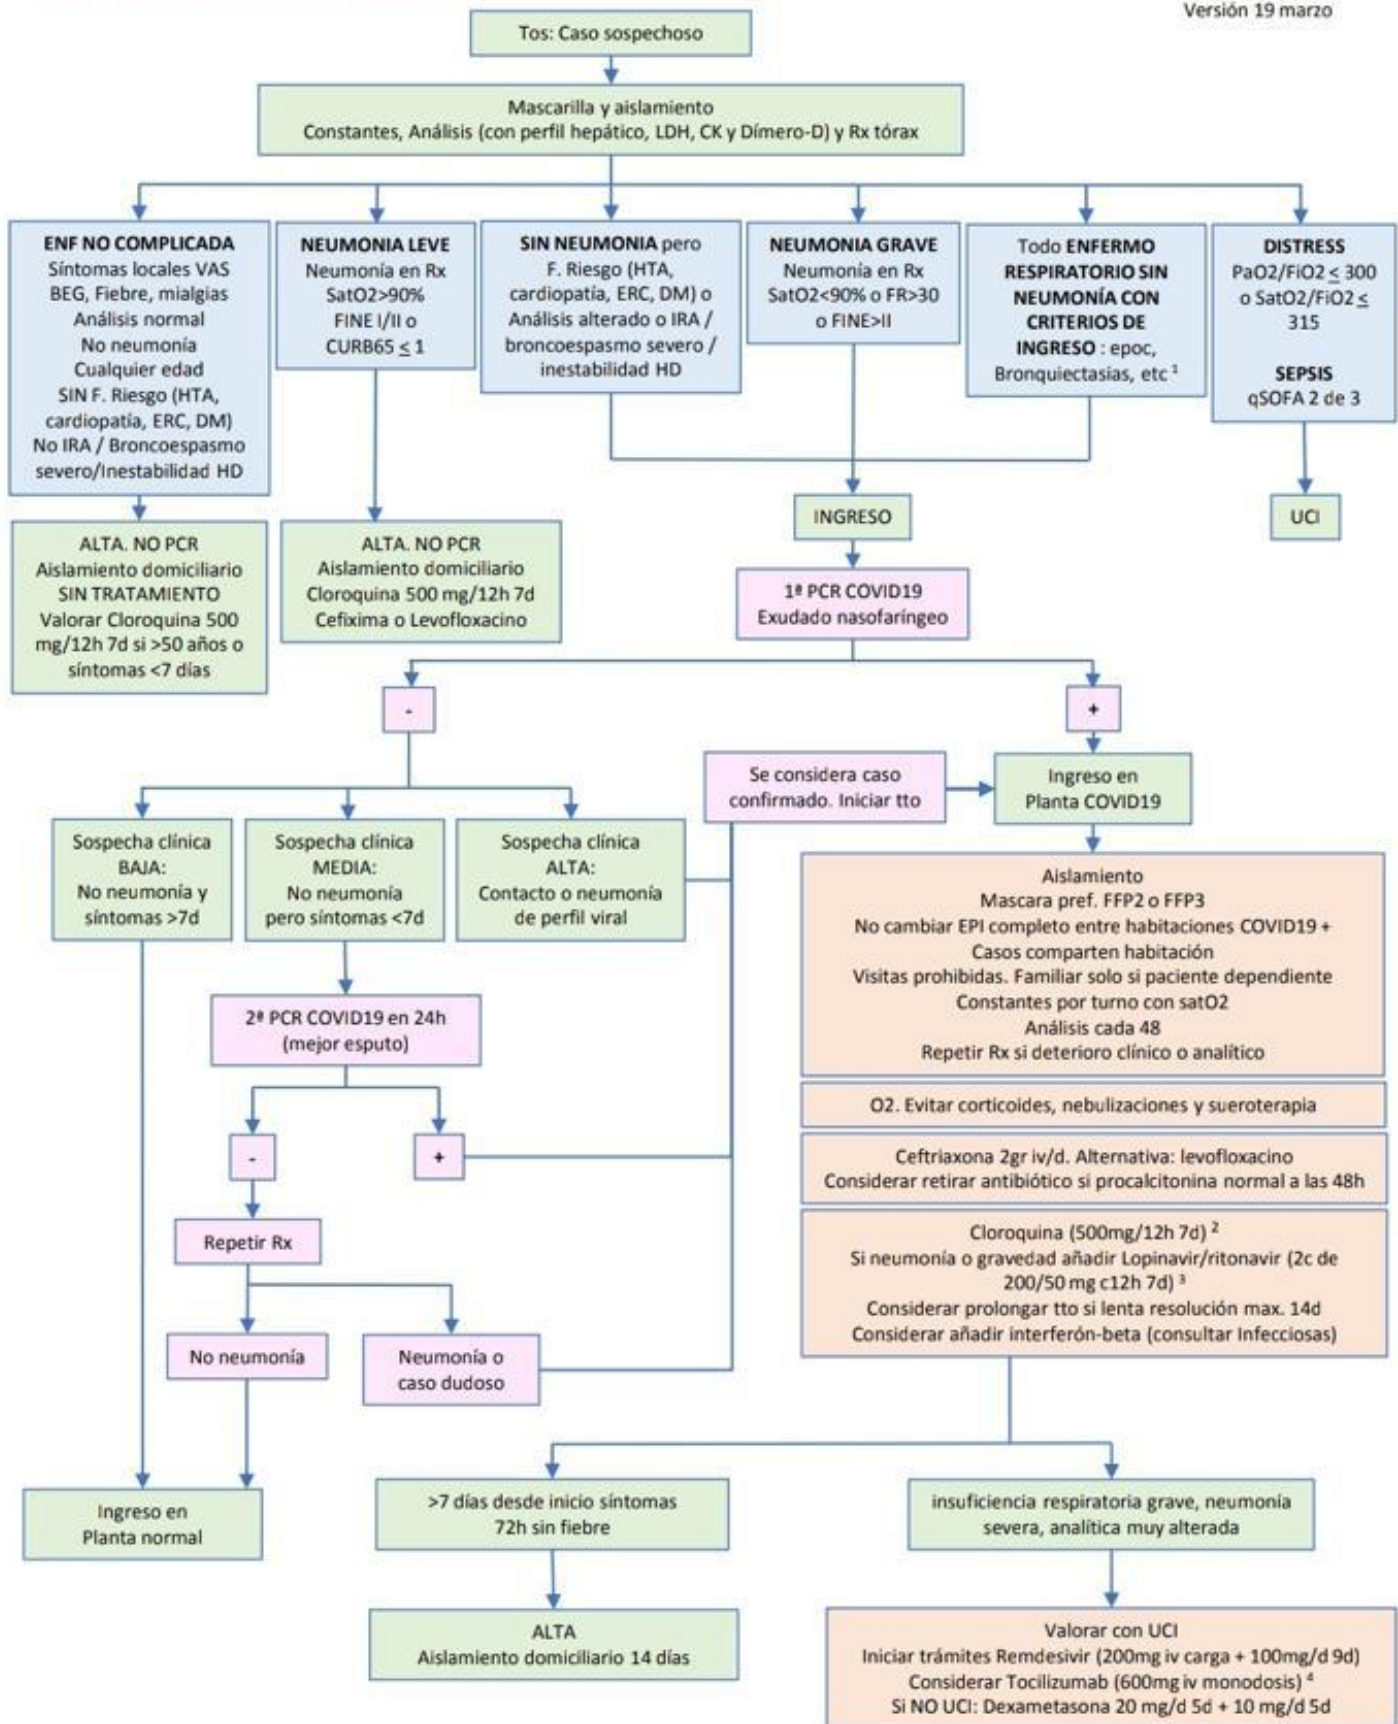 Versión 19 marzo
Tos: Caso sospechoso
Mascarilla y aislamiento
Constantes, Análisis (con perfil hepático, LDH, CK y Dímero-D) y Rx tórax
ENF NO COMPLICADA
Síntomas locales VAS
BEG, Fiebre, mialgias
Análisis normal
No neumonía
Cualquier edad
SIN F. Riesgo (HTA,
cardiopatía, ERC, DM)
No IRA / Broncoespasmo
severo/Inestabilidad HD
NEUMONIA LEVE
Neumonía en Rx
SatO2>90%
FINE I/II o
CURB65 ≤ 1
SIN NEUMONIA pero
F. Riesgo (HTA,
cardiopatía, ERC, DM) o
Análisis alterado o IRA /
broncoespasmo severo /
inestabilidad HD
NEUMONIA GRAVE
Neumonía en Rx
SatO2<90% o FR>30
o FINE>II
Todo ENFERMO
RESPIRATORIO SIN
NEUMONÍA CON
CRITERIOS DE
INGRESO : epoc,
Bronquiectasias, etc ¹
DISTRESS
PaO2/FiO2 ≤ 300
o SatO2/FiO2 ≤
315
SEPSIS
qSOFA 2 de 3
ALTA. NO PCR
Aislamiento domiciliario
SIN TRATAMIENTO
Valorar Cloroquina 500
mg/12h 7d si >50 años o
síntomas <7 días
ALTA. NO PCR
Aislamiento domiciliario
Cloroquina 500 mg/12h 7d
Cefixima o Levofloxacino
INGRESO
UCI
1ª PCR COVID19
Exudado nasofaríngeo
-
+
Se considera caso
confirmado. Iniciar tto
Ingreso en
Planta COVID19
Sospecha clínica
BAJA:
No neumonía y
síntomas >7d
Sospecha clínica
MEDIA:
No neumonía
pero síntomas <7d
Sospecha clínica
ALTA:
Contacto o neumonía
de perfil viral
Aislamiento
Mascara pref. FFP2 o FFP3
No cambiar EPI completo entre habitaciones COVID19 +
Casos comparten habitación
Visitas prohibidas. Familiar solo si paciente dependiente
Constantes por turno con satO2
Análisis cada 48
Repetir Rx si deterioro clínico o analítico
2ª PCR COVID19 en 24h
(mejor esputo)
O2. Evitar corticoides, nebulizaciones y sueroterapia
-
+
Ceftriaxona 2gr iv/d. Alternativa: levofloxacino
Considerar retirar antibiótico si procalcitonina normal a las 48h
Repetir Rx
Cloroquina (500mg/12h 7d) ²
Si neumonía o gravedad añadir Lopinavir/ritonavir (2c de
200/50 mg c12h 7d) ³
Considerar prolongar tto si lenta resolución max. 14d
Considerar añadir interferón-beta (consultar Infecciosas)
No neumonía
Neumonía o
caso dudoso
Ingreso en
Planta normal
>7 días desde inicio síntomas
72h sin fiebre
insuficiencia respiratoria grave, neumonía
severa, analítica muy alterada
ALTA
Aislamiento domiciliario 14 días
Valorar con UCI
Iniciar trámites Remdesivir (200mg iv carga + 100mg/d 9d)
Considerar Tocilizumab (600mg iv monodosis) ⁴
Si NO UCI: Dexametasona 20 mg/d 5d + 10 mg/d 5d